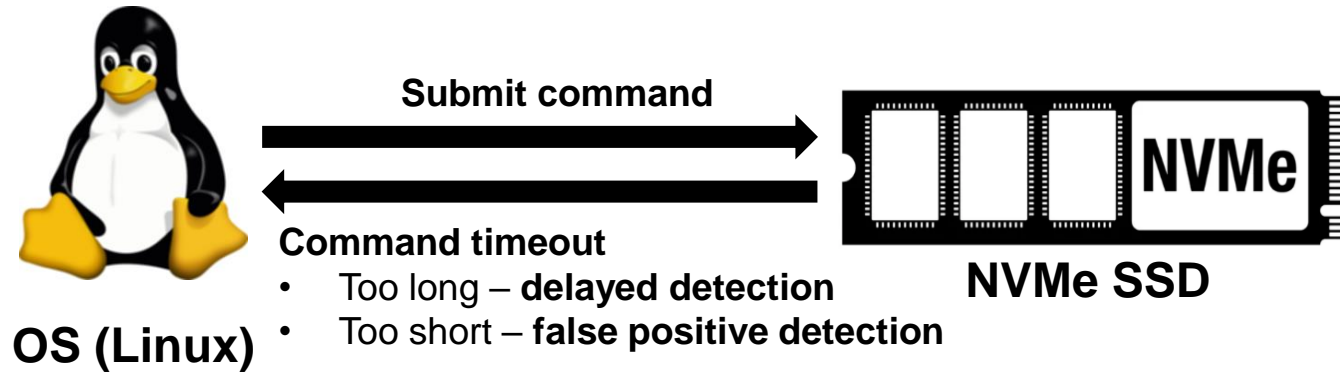 Submit command
NVMe
Command timeout
• Too long – delayed detection
• Too short – false positive detection
NVMe SSD
OS (Linux)